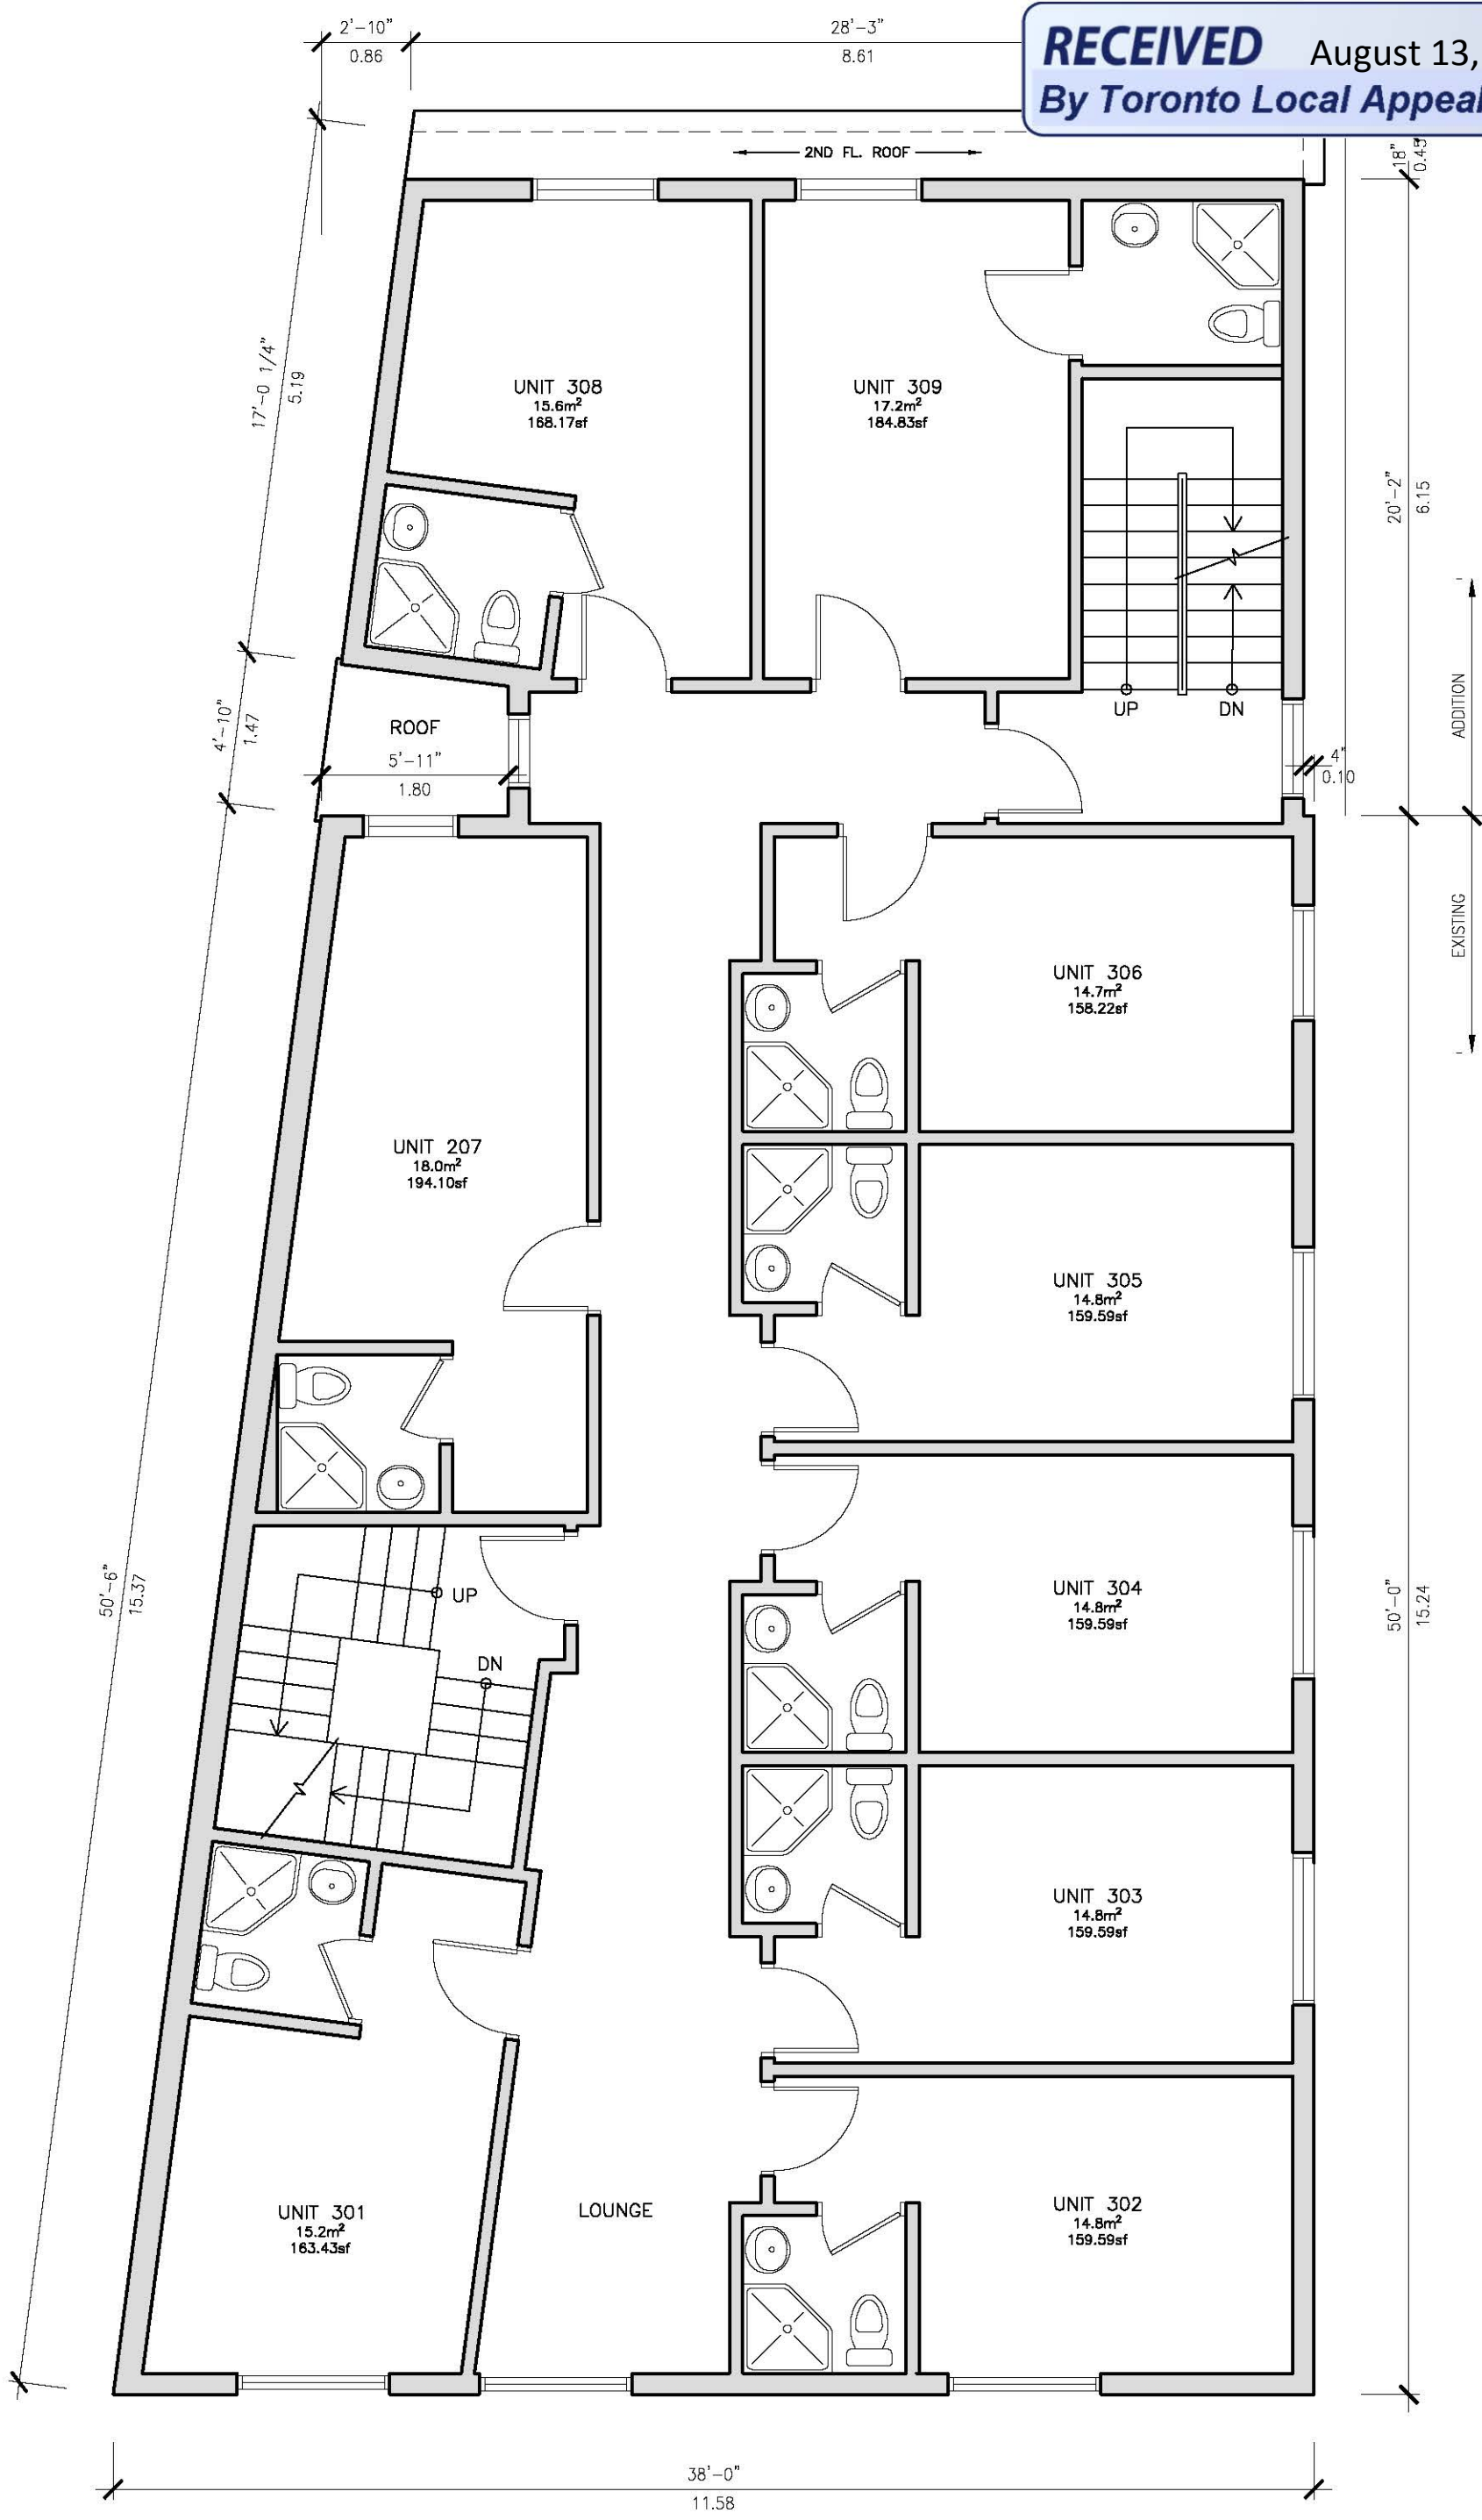 2'-10"
0.86
28'-3"
8.61
RECEIVED August 13,
By Toronto Local Appeal
2ND FL. ROOF
18"
0.45
17'-0 1/4"
5.19
UNIT 308
15.6m²
168.17sf
UNIT 309
17.2m²
184.83sf
20'-2"
6.15
UP
DN
ADDITION
4'-10"
1.47
ROOF
5'-11"
1.80
4"
0.10
EXISTING
UNIT 306
14.7m²
158.22sf
UNIT 207
18.0m²
194.10sf
UNIT 305
14.8m²
159.59sf
50'-6"
15.37
UP
DN
UNIT 304
14.8m²
159.59sf
50'-0"
15.24
UNIT 303
14.8m²
159.59sf
UNIT 301
15.2m²
163.43sf
LOUNGE
UNIT 302
14.8m²
159.59sf
38'-0"
11.58